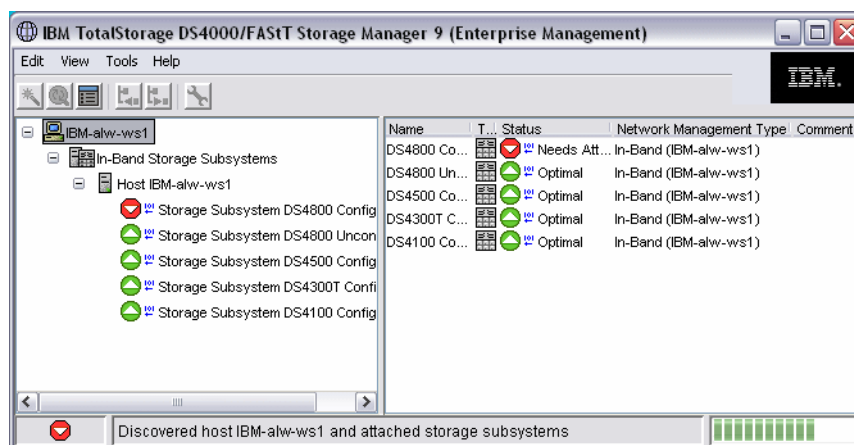 IBM TotalStorage DS4000/FAStT Storage Manager 9 (Enterprise Management)
Edit View Tools Help
IBM.
IBM-alw-ws1
In-Band Storage Subsystems
Host IBM-alw-ws1
Storage Subsystem DS4800 Config
Storage Subsystem DS4800 Uncon
Storage Subsystem DS4500 Config
Storage Subsystem DS4300T Confi
Storage Subsystem DS4100 Config
Name T... Status Network Management Type Comment
DS4800 Co... Needs Att... In-Band (IBM-alw-ws1)
DS4800 Un... Optimal In-Band (IBM-alw-ws1)
DS4500 Co... Optimal In-Band (IBM-alw-ws1)
DS4300T C... Optimal In-Band (IBM-alw-ws1)
DS4100 Co... Optimal In-Band (IBM-alw-ws1)
Discovered host IBM-alw-ws1 and attached storage subsystems